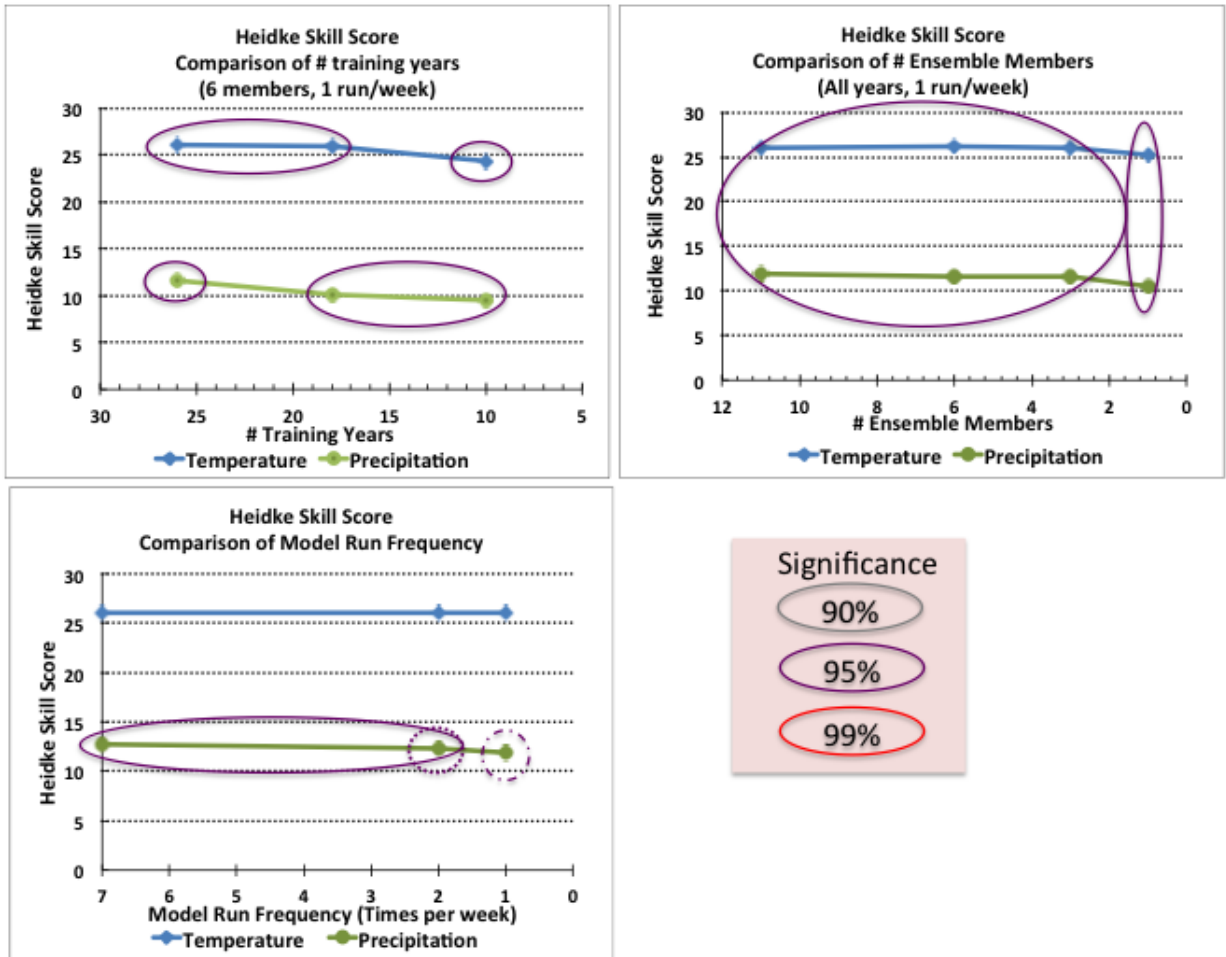 Heidke Skill Score
Comparison of # training years
(6 members, 1 run/week)
30
25
20
15
10
5
0
Heidke Skill Score
30 25 20 15 10 5
# Training Years
Temperature Precipitation
Heidke Skill Score
Comparison of # Ensemble Members
(All years, 1 run/week)
30
25
20
15
10
5
0
Heidke Skill Score
12 10 8 6 4 2 0
# Ensemble Members
Temperature Precipitation
Heidke Skill Score
Comparison of Model Run Frequency
30
25
20
15
10
5
0
Heidke Skill Score
7 6 5 4 3 2 1 0
Model Run Frequency (Times per week)
Temperature Precipitation
Significance
90%
95%
99%